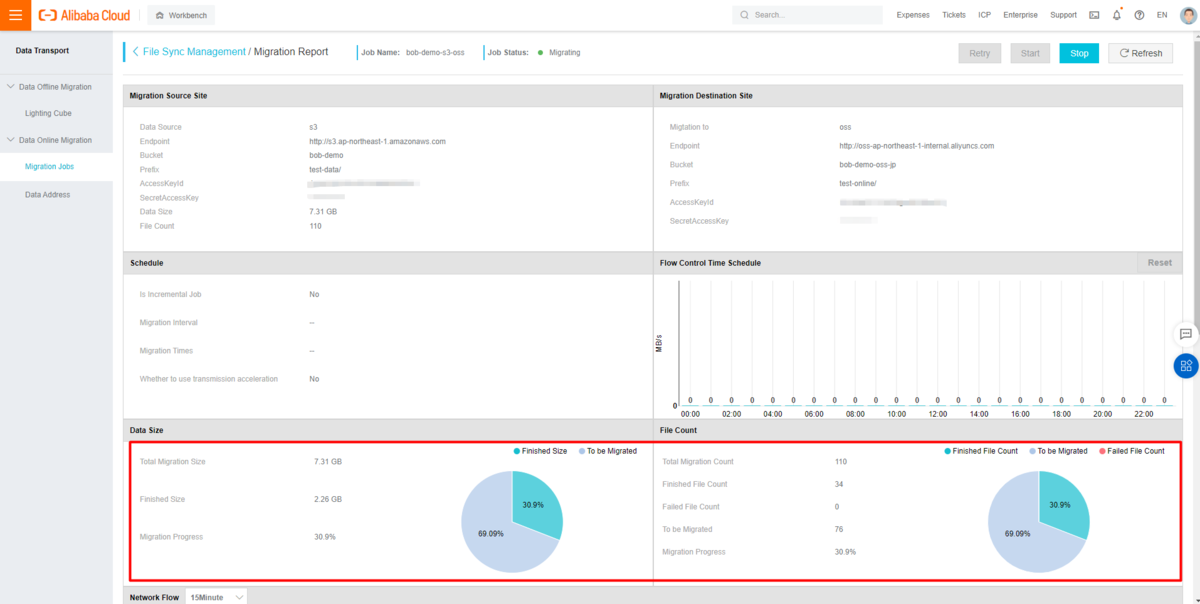 Alibaba Cloud
Workbench
Search...
Expenses Tickets ICP Enterprise Support EN
Data Transport
Data Offline Migration
Lighting Cube
Data Online Migration
Migration Jobs
Data Address
File Sync Management / Migration Report
Job Name: bob-demo-s3-oss
Job Status: Migrating
Retry Start Stop Refresh
Migration Source Site
Data Source s3
Endpoint http://s3.ap-northeast-1.amazonaws.com
Bucket bob-demo
Prefix test-data/
AccessKeyId
SecretAccessKey
Data Size 7.31 GB
File Count 110
Migration Destination Site
Migtation to oss
Endpoint http://oss-ap-northeast-1-internal.aliyuncs.com
Bucket bob-demo-oss-jp
Prefix test-online/
AccessKeyId
SecretAccessKey
Schedule
Is Incremental Job No
Migration Interval --
Migration Times --
Whether to use transmission acceleration No
Flow Control Time Schedule Reset
MB/s
0 0 0 0 0 0 0 0 0 0 0 0 0 0 0 0 0 0 0 0 0 0 0 0
0
00:00 02:00 04:00 06:00 08:00 10:00 12:00 14:00 16:00 18:00 20:00 22:00
Data Size
Finished Size To be Migrated
Total Migration Size 7.31 GB
Finished Size 2.26 GB
Migration Progress 30.9%
30.9%
69.09%
File Count
Finished File Count To be Migrated Failed File Count
Total Migration Count 110
Finished File Count 34
Failed File Count 0
To be Migrated 76
Migration Progress 30.9%
30.9%
69.09%
Network Flow 15Minute